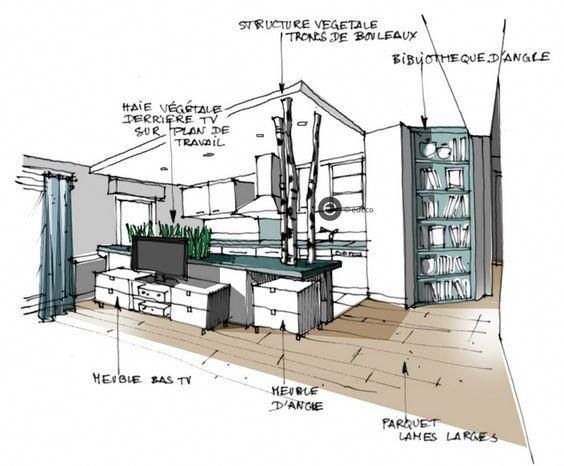 STRUCTURE VEGETALE
TRONCS DE BOULEAUX
BIBLIOTHEQUE D'ANGLE
HAIE VÉGÉTALE
DERRIERE TV
SUR PLAN DE
TRAVAIL
© edeco
MEUBLE BAS TV
MEUBLE
D'ANGLE
PARQUET
LAMES LARGES